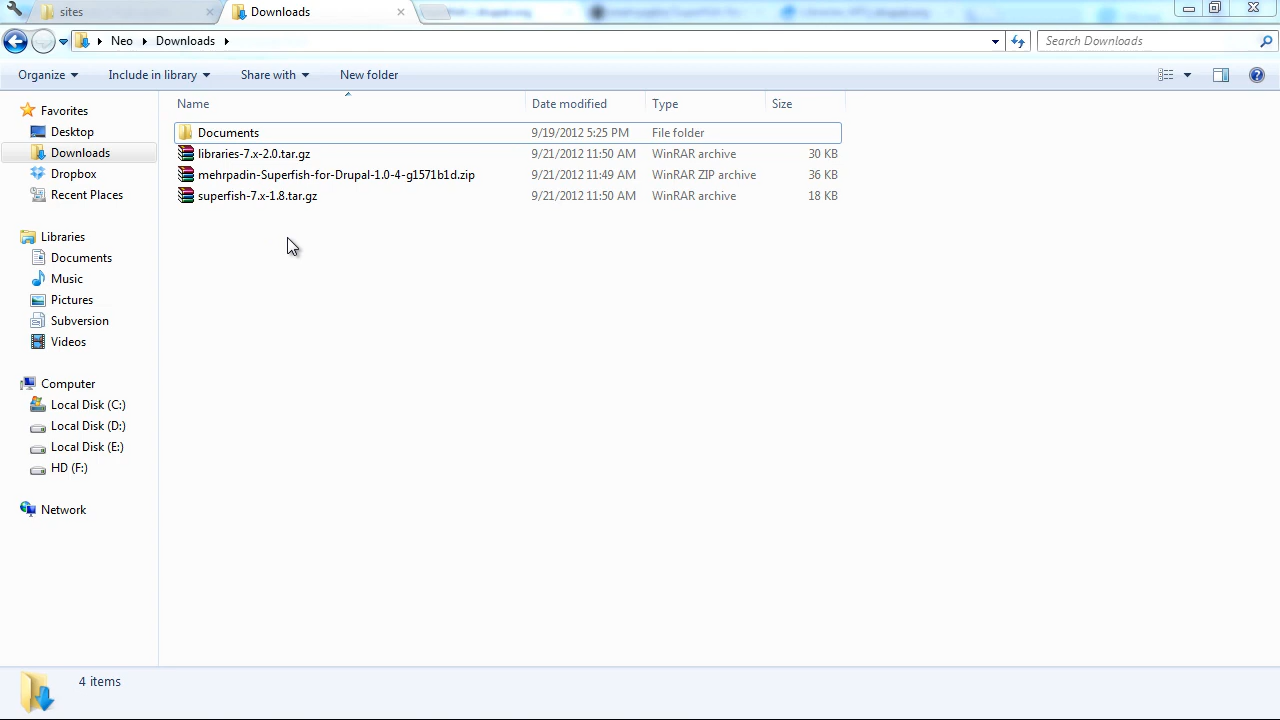 sites
Downloads
Neo Downloads
Search Downloads
Organize Include in library Share with New folder
Name Date modified Type Size
Favorites
Desktop
Downloads
Dropbox
Recent Places
Libraries
Documents
Music
Pictures
Subversion
Videos
Computer
Local Disk (C:)
Local Disk (D:)
Local Disk (E:)
HD (F:)
Network
Documents 9/19/2012 5:25 PM File folder
libraries-7.x-2.0.tar.gz 9/21/2012 11:50 AM WinRAR archive 30 KB
mehrpadin-Superfish-for-Drupal-1.0-4-g1571b1d.zip 9/21/2012 11:49 AM WinRAR ZIP archive 36 KB
superfish-7.x-1.8.tar.gz 9/21/2012 11:50 AM WinRAR archive 18 KB
4 items